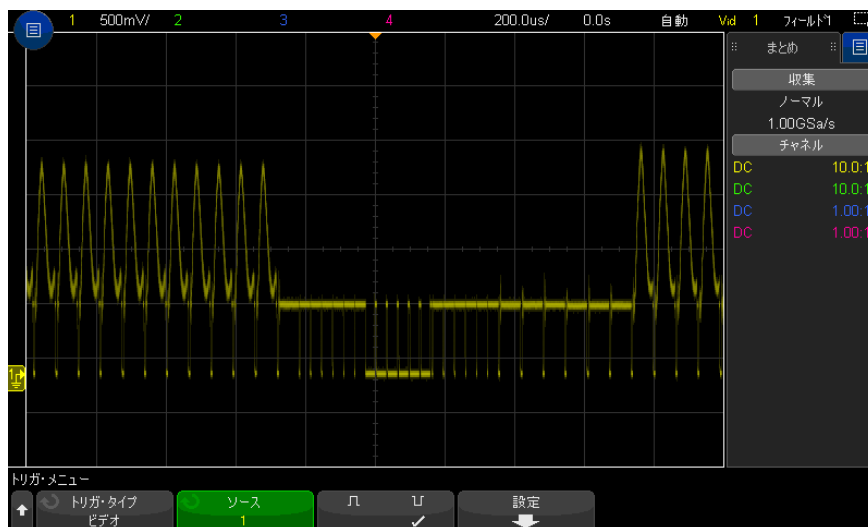 1 500mV/ 2 3 4 200.0us/ 0.0s 自動 Vid 1 フィールド1
まとめ
収集
ノーマル
1.00GSa/s
チャネル
DC 10.0:1
DC 10.0:1
DC 1.00:1
DC 1.00:1
1
トリガ・メニュー
トリガ・タイプ
ビデオ
ソース
1
設定